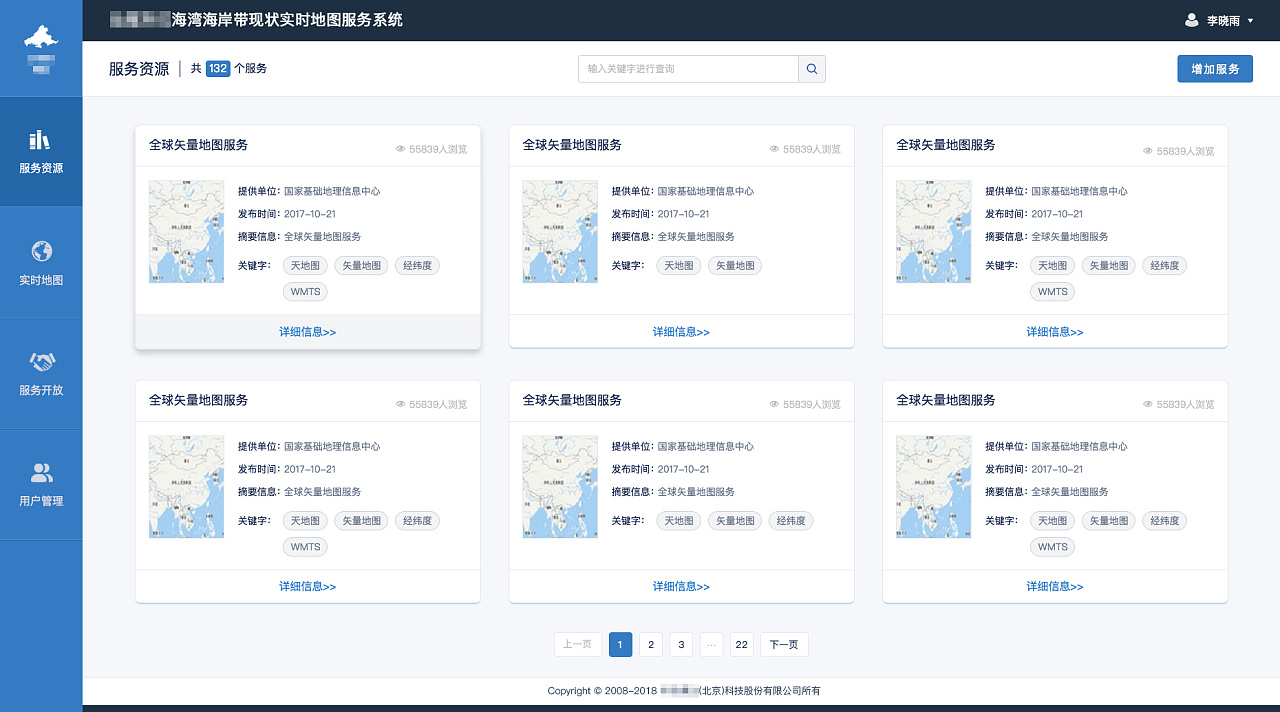 海湾海岸带现状实时地图服务系统
李晓雨
服务资源
共 132 个服务
输入关键字进行查询
增加服务
服务资源
实时地图
服务开放
用户管理
全球矢量地图服务
55839人浏览
提供单位：国家基础地理信息中心
发布时间：2017-10-21
摘要信息：全球矢量地图服务
关键字： 天地图 矢量地图 经纬度
WMTS
详细信息>>
全球矢量地图服务
55839人浏览
提供单位：国家基础地理信息中心
发布时间：2017-10-21
摘要信息：全球矢量地图服务
关键字： 天地图 矢量地图
详细信息>>
全球矢量地图服务
55839人浏览
提供单位：国家基础地理信息中心
发布时间：2017-10-21
摘要信息：全球矢量地图服务
关键字： 天地图 矢量地图 经纬度
WMTS
详细信息>>
全球矢量地图服务
55839人浏览
提供单位：国家基础地理信息中心
发布时间：2017-10-21
摘要信息：全球矢量地图服务
关键字： 天地图 矢量地图 经纬度
WMTS
详细信息>>
全球矢量地图服务
55839人浏览
提供单位：国家基础地理信息中心
发布时间：2017-10-21
摘要信息：全球矢量地图服务
关键字： 天地图 矢量地图 经纬度
详细信息>>
全球矢量地图服务
55839人浏览
提供单位：国家基础地理信息中心
发布时间：2017-10-21
摘要信息：全球矢量地图服务
关键字： 天地图 矢量地图 经纬度
WMTS
详细信息>>
上一页 1 2 3 ··· 22 下一页
Copyright © 2008-2018 (北京)科技股份有限公司所有